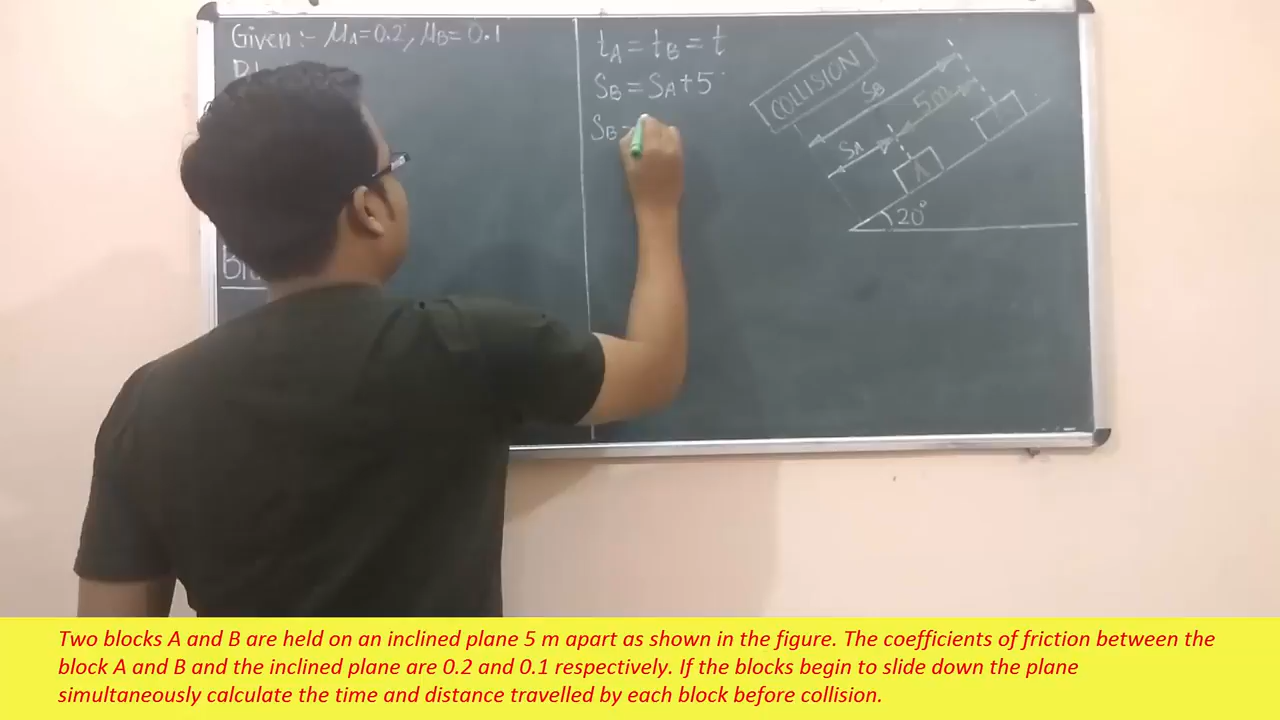 Given :- μA=0.2, μB=0.1
tA = tB = t
SB = SA + 5
SB =
COLLISION
SB
5m
SA
A
20°
Two blocks A and B are held on an inclined plane 5 m apart as shown in the figure. The coefficients of friction between the
block A and B and the inclined plane are 0.2 and 0.1 respectively. If the blocks begin to slide down the plane
simultaneously calculate the time and distance travelled by each block before collision.